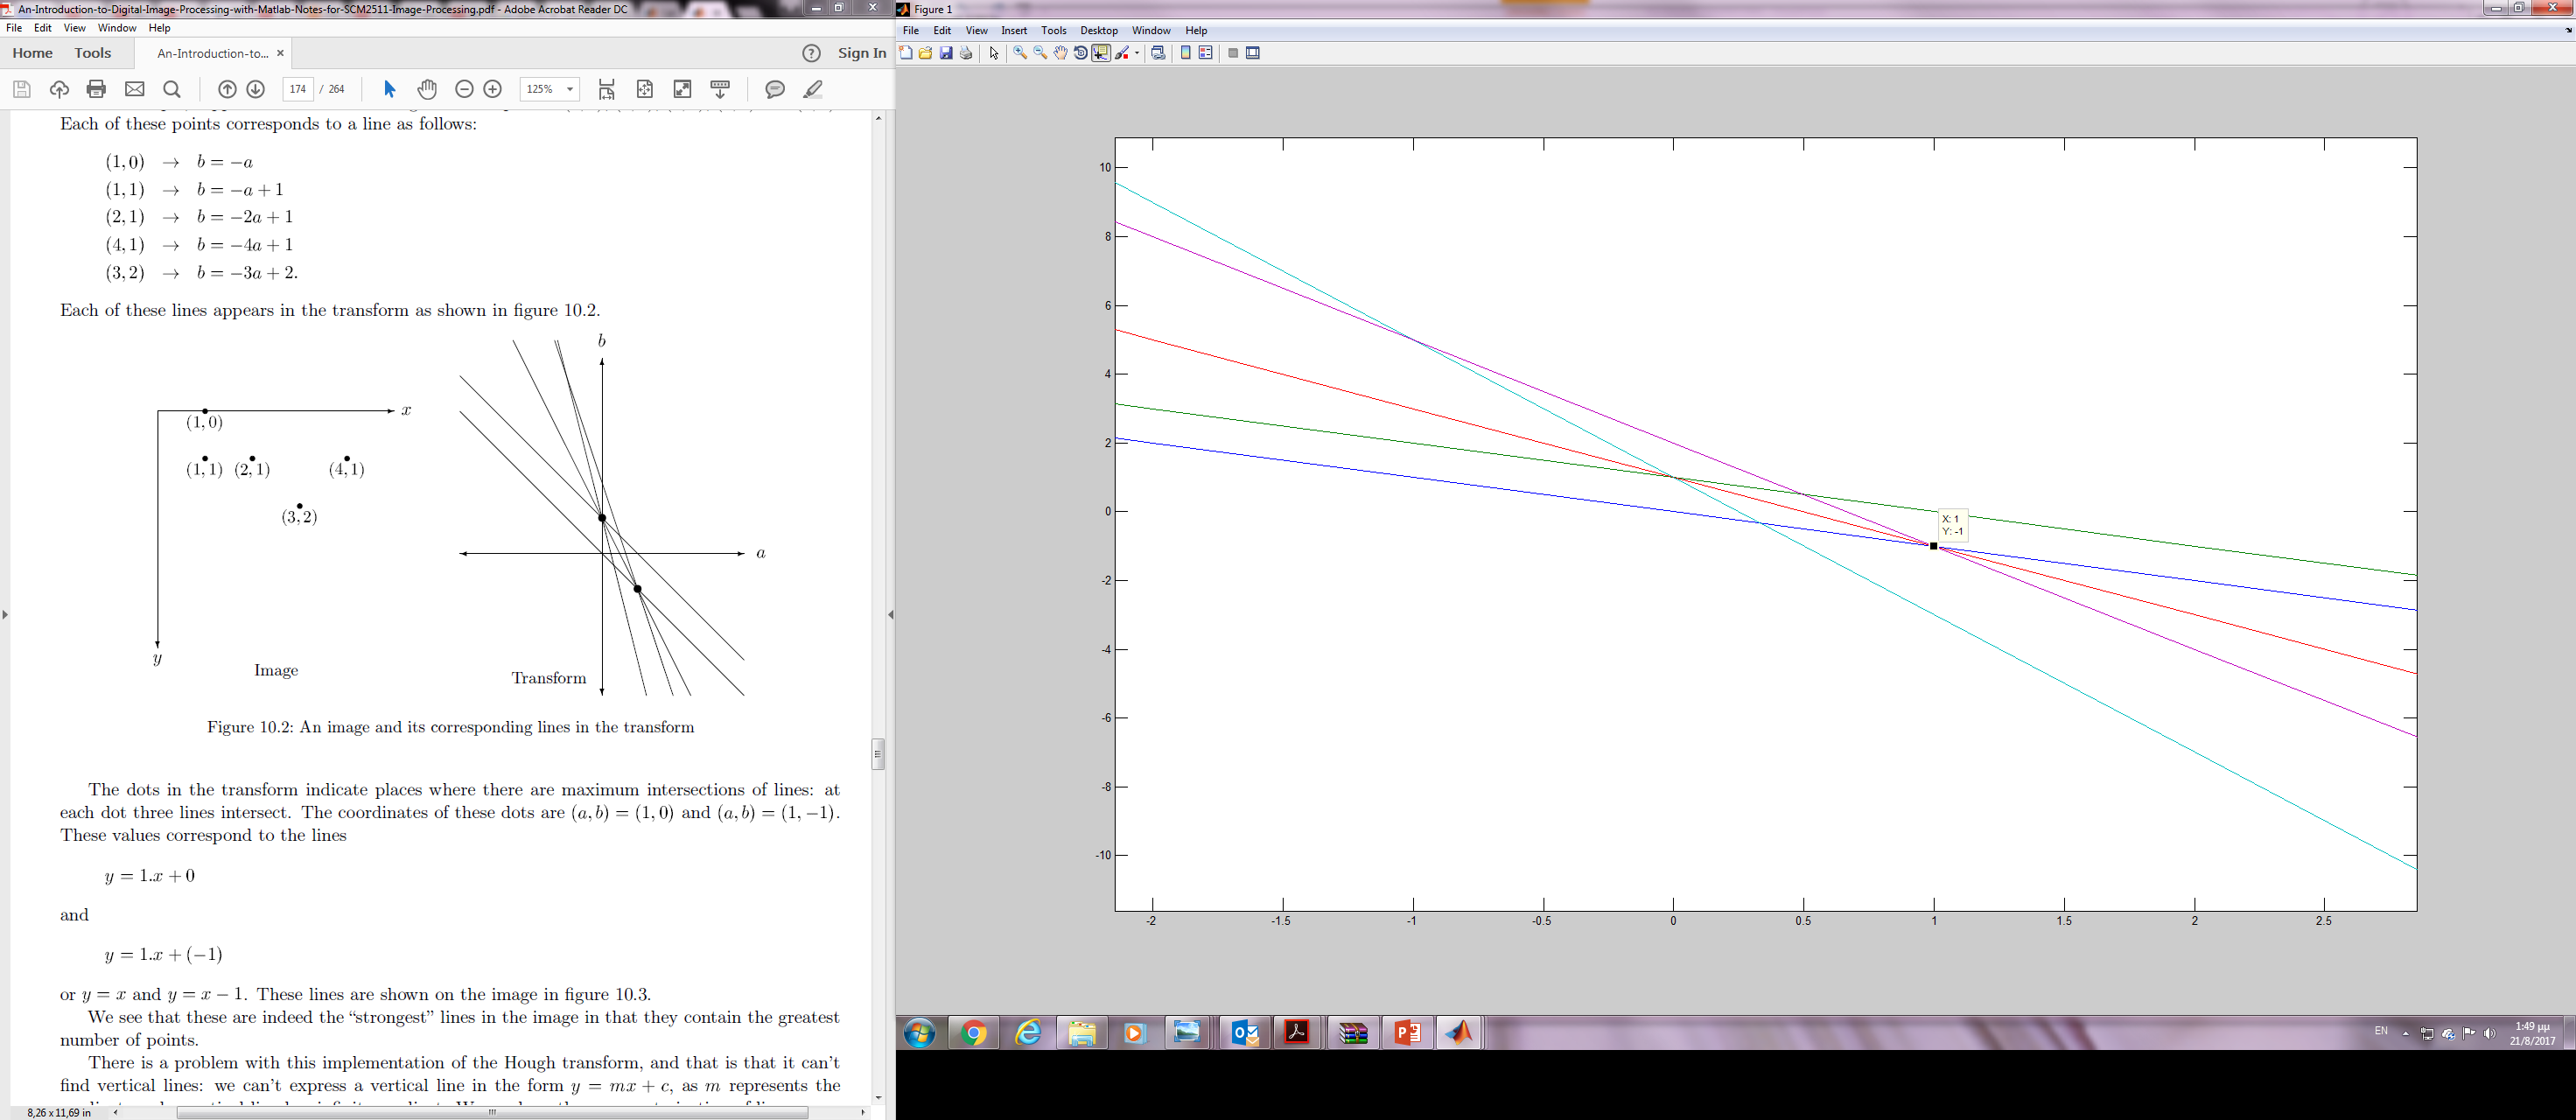 An-Introduction-to-Digital-Image-Processing-with-Matlab-Notes-for-SCM2511-Image-Processing.pdf - Adobe Acrobat Reader DC
File Edit View Window Help
Home Tools An-Introduction-to... × Sign In
174 / 264 125%
Each of these points corresponds to a line as follows:
(1, 0) → b = −a
(1, 1) → b = −a + 1
(2, 1) → b = −2a + 1
(4, 1) → b = −4a + 1
(3, 2) → b = −3a + 2.
Each of these lines appears in the transform as shown in figure 10.2.
b
x
(1, 0)
(1, 1) (2, 1) (4, 1)
(3, 2)
a
y
Image
Transform
Figure 10.2: An image and its corresponding lines in the transform
The dots in the transform indicate places where there are maximum intersections of lines: at
each dot three lines intersect. The coordinates of these dots are (a, b) = (1, 0) and (a, b) = (1, −1).
These values correspond to the lines
y = 1.x + 0
and
y = 1.x + (−1)
or y = x and y = x − 1. These lines are shown on the image in figure 10.3.
We see that these are indeed the “strongest” lines in the image in that they contain the greatest
number of points.
There is a problem with this implementation of the Hough transform, and that is that it can’t
find vertical lines: we can’t express a vertical line in the form y = mx + c, as m represents the
8,26 x 11,69 in
Figure 1
File Edit View Insert Tools Desktop Window Help
10
8
6
4
2
0
-2
-4
-6
-8
-10
X: 1
Y: -1
-2 -1.5 -1 -0.5 0 0.5 1 1.5 2 2.5
EN
1:49 μμ
21/8/2017